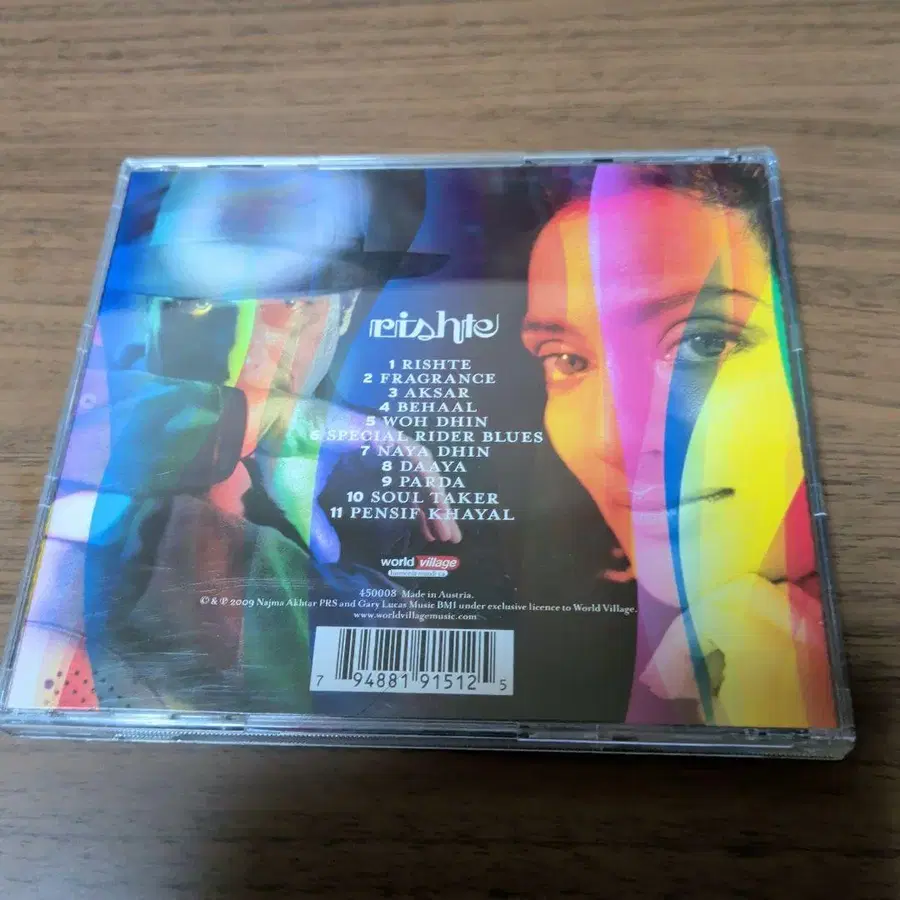 rishte
1 RISHTE
2 FRAGRANCE
3 AKSAR
4 BEHAAL
5 WOH DHIN
6 SPECIAL RIDER BLUES
7 NAYA DHIN
8 DAAYA
9 PARDA
10 SOUL TAKER
11 PENSIF KHAYAL
world village
450008 Made in Austria.
© & ℗ 2009 Najma Akhtar PRS and Gary Lucas Music BMI under exclusive licence to World Village.
www.worldvillagemusic.com
7 94881 91512 5